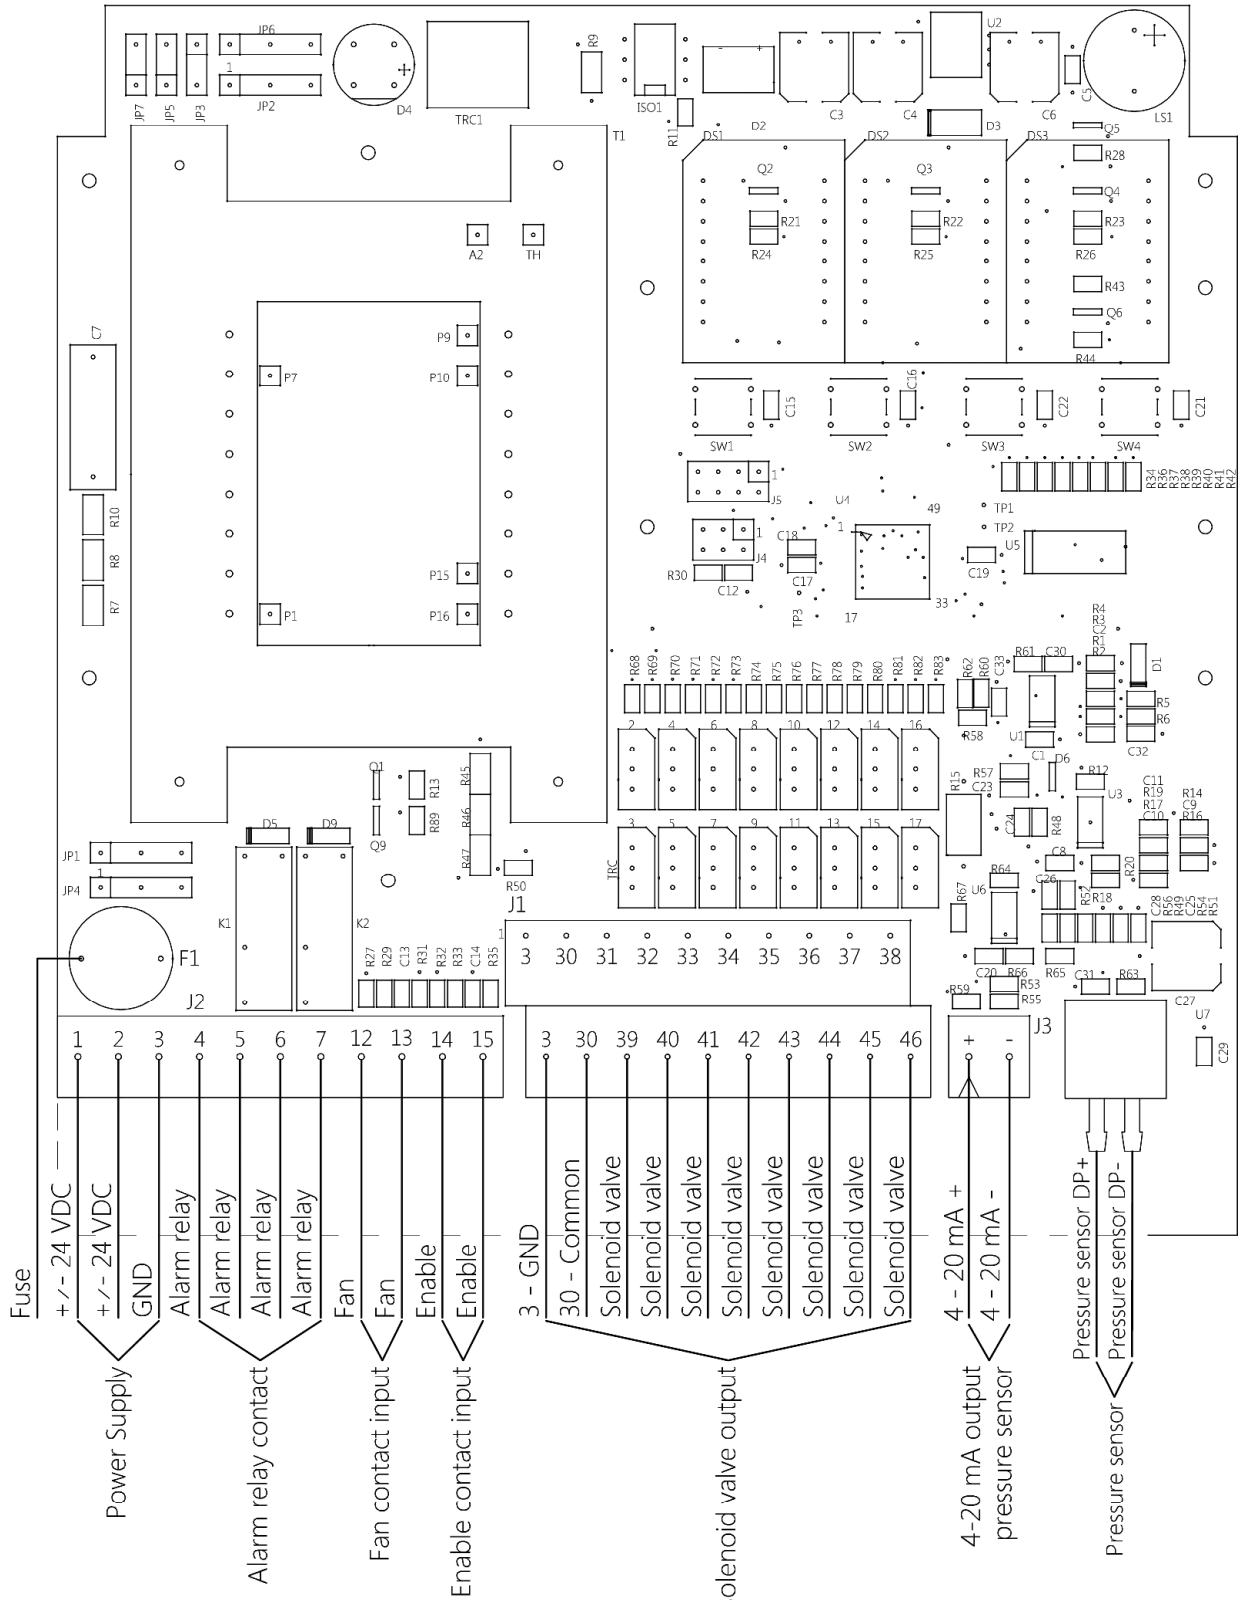 JP6
1
JP2
JP7
JP5
JP3
D4
TRC1
R9
ISO1
R11
- +
D2
C3
C4
U2
D3
C6
C5
LS1
T1
DS1
DS2
DS3
Q5
R28
Q2
Q3
Q4
R21
R22
R23
R24
R25
R26
R43
Q6
R44
A2
TH
C7
P9
P7
P10
P15
P1
P16
R10
R8
R7
SW1
C15
SW2
C16
SW3
C22
SW4
C21
R34
R36
R37
R38
R39
R40
R41
R42
1
J5
1
J4
R30
C12
C18
C17
TP3
U4
1
49
33
17
TP1
TP2
C19
U5
R68
R69
R70
R71
R72
R73
R74
R75
R76
R77
R78
R79
R80
R81
R82
R83
R62
R60
C33
R58
R61
C30
U1
C1
R4
R3
C2
R1
R2
D1
R5
R6
C32
2 4 6 8 10 12 14 16
3 5 7 9 11 13 15 17
TRC
R15
R57
C23
D6
R12
U3
C24
R48
C11
R19
R17
C10
R14
C9
R16
C8
R20
R64
U6
R67
C26
R52
R18
C28
R56
R49
C25
R54
R51
C20
R66
R65
R53
R55
R59
C31
R63
C27
U7
C29
Q1
Q9
R13
R89
R45
R46
R47
R50
D5
D9
JP1
1
JP4
K1
K2
F1
J2
R27
R29
C13
R31
R32
R33
C14
R35
J1
1
3 30 31 32 33 34 35 36 37 38
J3
1 2 3 4 5 6 7 12 13 14 15
3 30 39 40 41 42 43 44 45 46
+ -
Fuse
+/- 24 VDC
+/- 24 VDC
GND
Alarm relay
Alarm relay
Alarm relay
Alarm relay
Fan
Fan
Enable
Enable
3 - GND
30 - Common
Solenoid valve
Solenoid valve
Solenoid valve
Solenoid valve
Solenoid valve
Solenoid valve
Solenoid valve
Solenoid valve
4 - 20 mA +
4 - 20 mA -
Pressure sensor DP+
Pressure sensor DP-
Power Supply
Alarm relay contact
Fan contact input
Enable contact input
olenoid valve output
4-20 mA output
pressure sensor
Pressure sensor